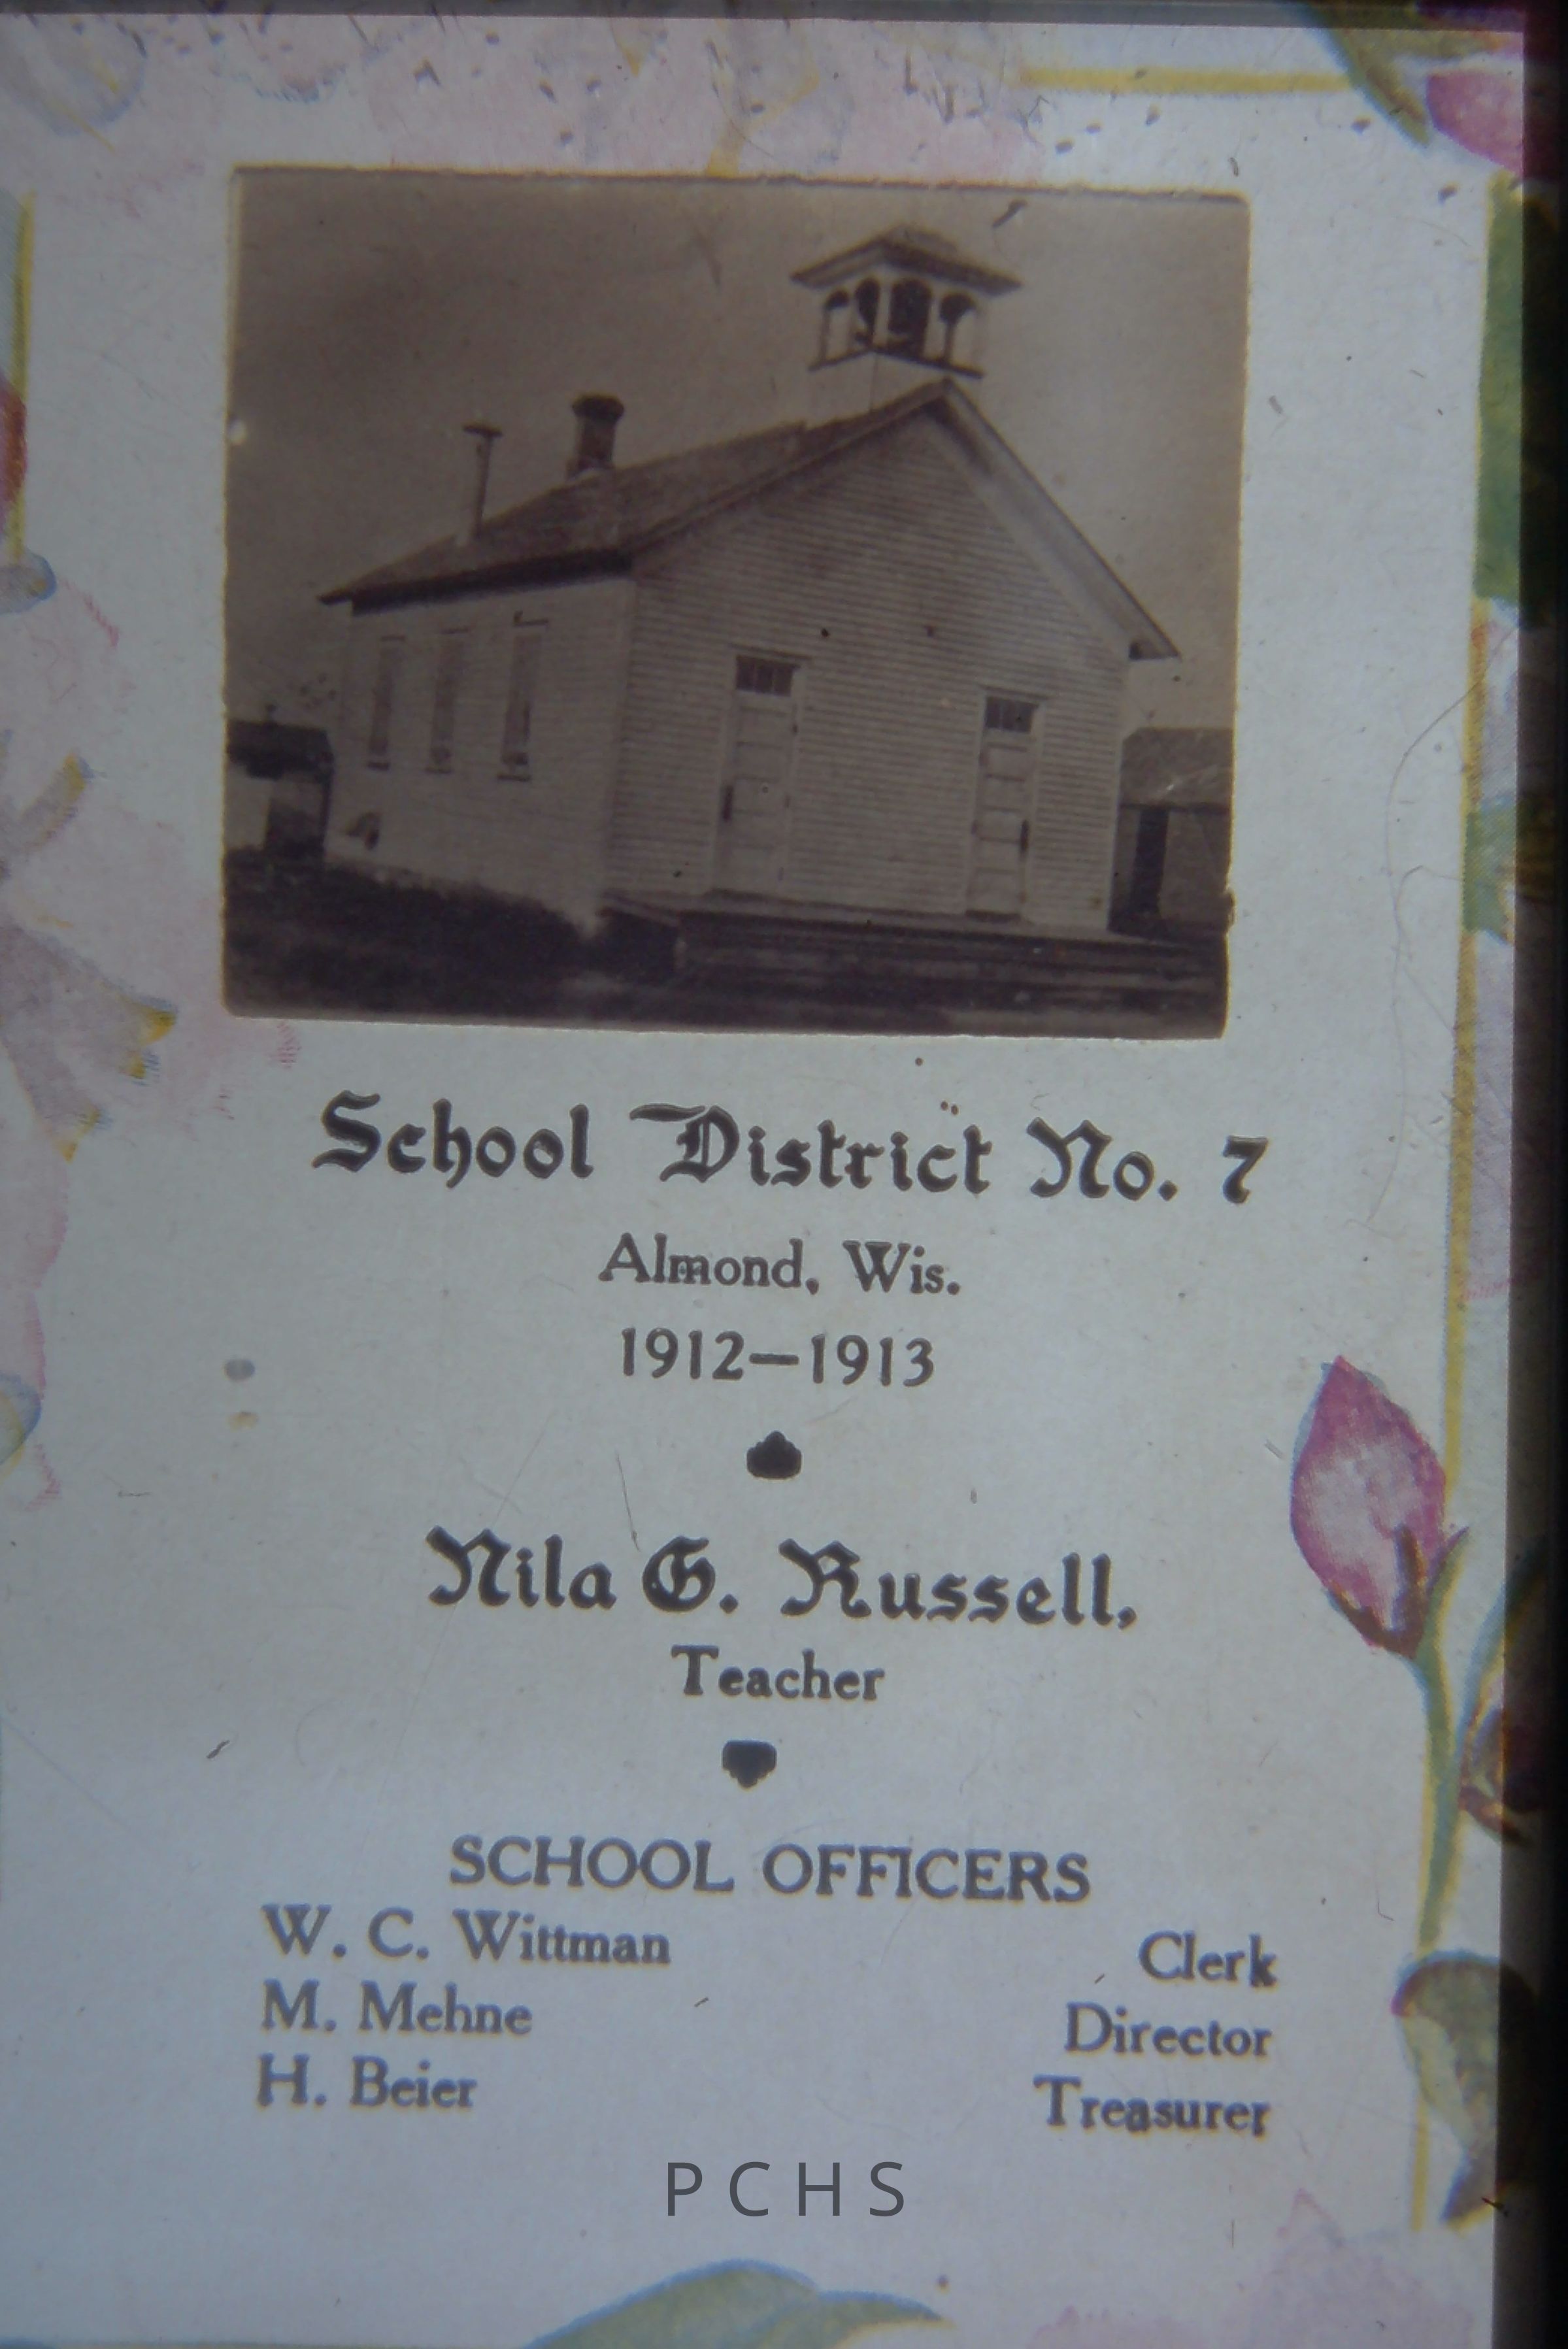 School District No. 7
Almond, Wis.
1912—1913
Nila G. Russell,
Teacher
SCHOOL OFFICERS
W. C. Wittman Clerk
M. Mehne Director
H. Beier Treasurer
PCHS